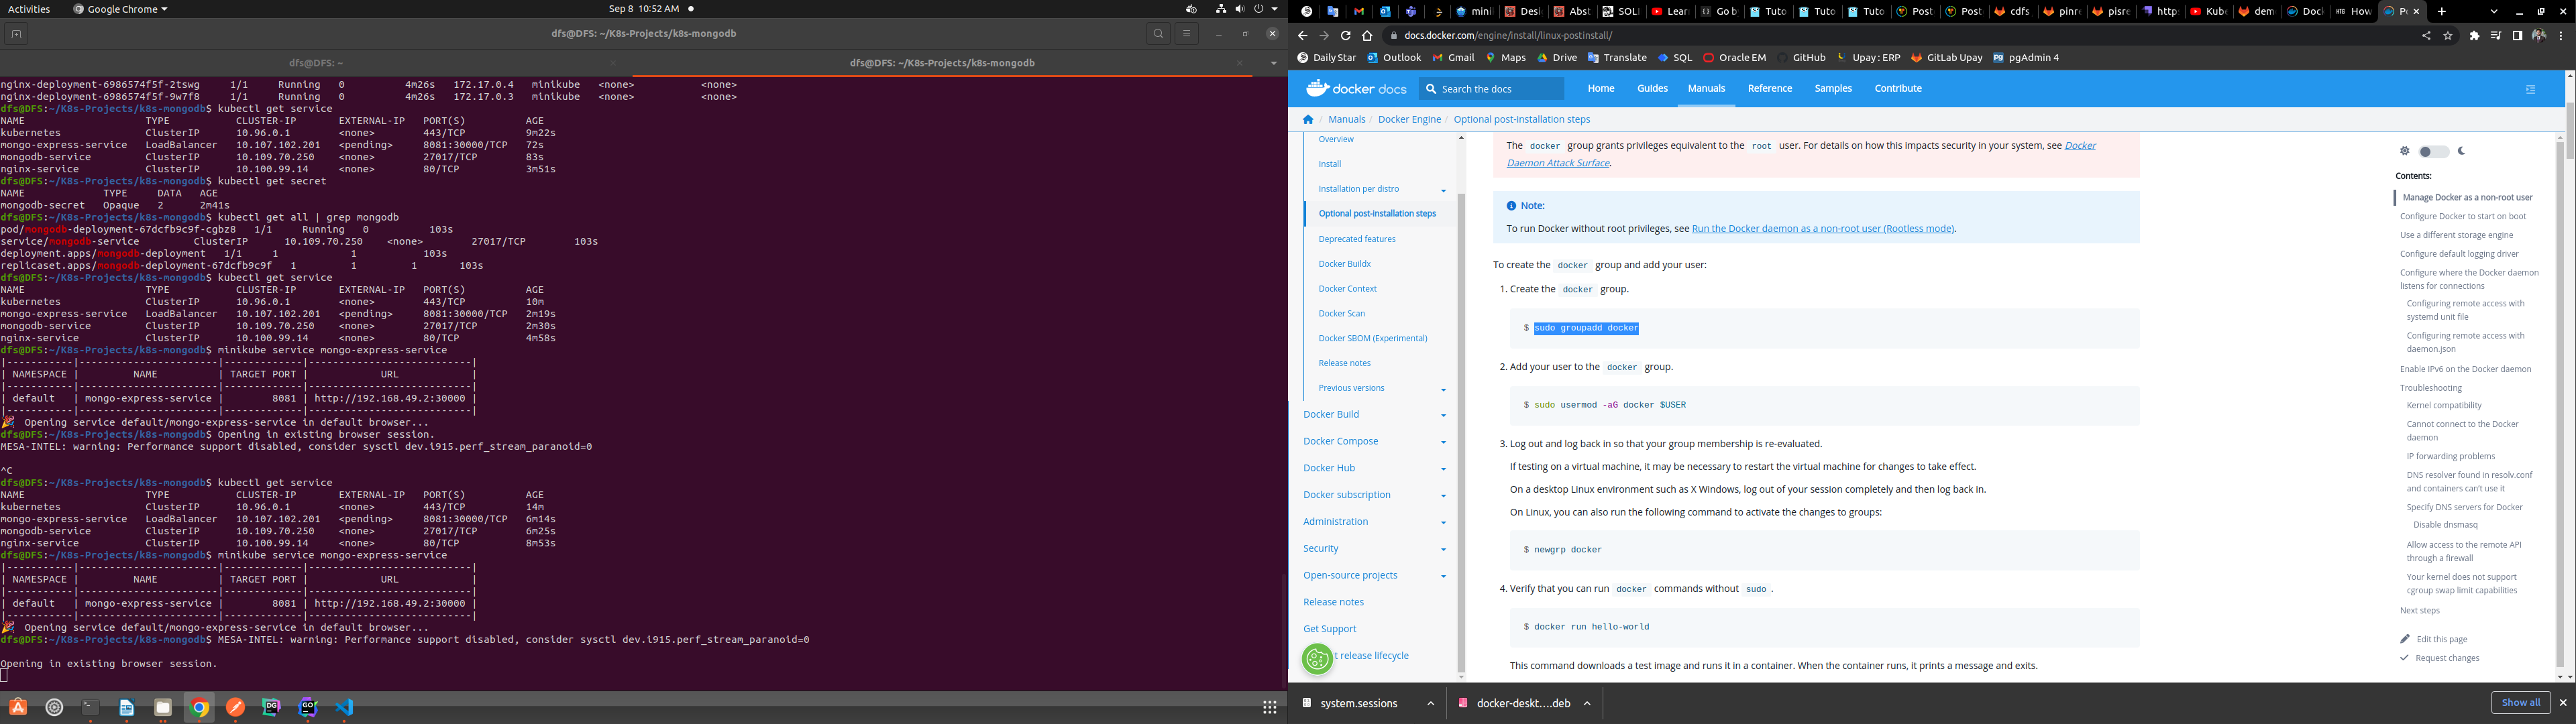 Activities
Google Chrome
Sep 8 10:52 AM
dfs@DFS: ~/K8s-Projects/k8s-mongodb
dfs@DFS: ~
dfs@DFS: ~/K8s-Projects/k8s-mongodb
nginx-deployment-6986574f5f-2tswg 1/1 Running 0 4m26s 172.17.0.4 minikube <none> <none>
nginx-deployment-6986574f5f-9w7f8 1/1 Running 0 4m26s 172.17.0.3 minikube <none> <none>
dfs@DFS:~/K8s-Projects/k8s-mongodb$ kubectl get service
NAME TYPE CLUSTER-IP EXTERNAL-IP PORT(S) AGE
kubernetes ClusterIP 10.96.0.1 <none> 443/TCP 9m22s
mongo-express-service LoadBalancer 10.107.102.201 <pending> 8081:30000/TCP 72s
mongodb-service ClusterIP 10.109.70.250 <none> 27017/TCP 83s
nginx-service ClusterIP 10.100.99.14 <none> 80/TCP 3m51s
dfs@DFS:~/K8s-Projects/k8s-mongodb$ kubectl get secret
NAME TYPE DATA AGE
mongodb-secret Opaque 2 2m41s
dfs@DFS:~/K8s-Projects/k8s-mongodb$ kubectl get all | grep mongodb
pod/mongodb-deployment-67dcfb9c9f-cgbz8 1/1 Running 0 103s
service/mongodb-service ClusterIP 10.109.70.250 <none> 27017/TCP 103s
deployment.apps/mongodb-deployment 1/1 1 1 103s
replicaset.apps/mongodb-deployment-67dcfb9c9f 1 1 1 103s
dfs@DFS:~/K8s-Projects/k8s-mongodb$ kubectl get service
NAME TYPE CLUSTER-IP EXTERNAL-IP PORT(S) AGE
kubernetes ClusterIP 10.96.0.1 <none> 443/TCP 10m
mongo-express-service LoadBalancer 10.107.102.201 <pending> 8081:30000/TCP 2m19s
mongodb-service ClusterIP 10.109.70.250 <none> 27017/TCP 2m30s
nginx-service ClusterIP 10.100.99.14 <none> 80/TCP 4m58s
dfs@DFS:~/K8s-Projects/k8s-mongodb$ minikube service mongo-express-service
|-----------|-----------------------|-------------|---------------------------|
| NAMESPACE | NAME | TARGET PORT | URL |
|-----------|-----------------------|-------------|---------------------------|
| default | mongo-express-service | 8081 | http://192.168.49.2:30000 |
|-----------|-----------------------|-------------|---------------------------|
🎉 Opening service default/mongo-express-service in default browser...
dfs@DFS:~/K8s-Projects/k8s-mongodb$ Opening in existing browser session.
MESA-INTEL: warning: Performance support disabled, consider sysctl dev.i915.perf_stream_paranoid=0
^C
dfs@DFS:~/K8s-Projects/k8s-mongodb$ kubectl get service
NAME TYPE CLUSTER-IP EXTERNAL-IP PORT(S) AGE
kubernetes ClusterIP 10.96.0.1 <none> 443/TCP 14m
mongo-express-service LoadBalancer 10.107.102.201 <pending> 8081:30000/TCP 6m14s
mongodb-service ClusterIP 10.109.70.250 <none> 27017/TCP 6m25s
nginx-service ClusterIP 10.100.99.14 <none> 80/TCP 8m53s
dfs@DFS:~/K8s-Projects/k8s-mongodb$ minikube service mongo-express-service
|-----------|-----------------------|-------------|---------------------------|
| NAMESPACE | NAME | TARGET PORT | URL |
|-----------|-----------------------|-------------|---------------------------|
| default | mongo-express-service | 8081 | http://192.168.49.2:30000 |
|-----------|-----------------------|-------------|---------------------------|
🎉 Opening service default/mongo-express-service in default browser...
dfs@DFS:~/K8s-Projects/k8s-mongodb$ MESA-INTEL: warning: Performance support disabled, consider sysctl dev.i915.perf_stream_paranoid=0
Opening in existing browser session.
DG
GO
mini
Desi
Abst
SOLI
Lear
Go b
Tuto
Tuto
Tuto
Post
Post
cdfs
pinre
pisre
http
Kube
dem
Dock
How
Po
docs.docker.com/engine/install/linux-postinstall/
Daily Star
Outlook
Gmail
Maps
Drive
Translate
SQL
Oracle EM
GitHub
Upay : ERP
GitLab Upay
pgAdmin 4
docker docs
Search the docs
Home
Guides
Manuals
Reference
Samples
Contribute
/ Manuals / Docker Engine / Optional post-installation steps
Overview
Install
Installation per distro
Optional post-installation steps
Deprecated features
Docker Buildx
Docker Context
Docker Scan
Docker SBOM (Experimental)
Release notes
Previous versions
Docker Build
Docker Compose
Docker Hub
Docker subscription
Administration
Security
Open-source projects
Release notes
Get Support
release lifecycle
The docker group grants privileges equivalent to the root user. For details on how this impacts security in your system, see Docker
Daemon Attack Surface.
Note:
To run Docker without root privileges, see Run the Docker daemon as a non-root user (Rootless mode).
To create the docker group and add your user:
1. Create the docker group.
$ sudo groupadd docker
2. Add your user to the docker group.
$ sudo usermod -aG docker $USER
3. Log out and log back in so that your group membership is re-evaluated.
If testing on a virtual machine, it may be necessary to restart the virtual machine for changes to take effect.
On a desktop Linux environment such as X Windows, log out of your session completely and then log back in.
On Linux, you can also run the following command to activate the changes to groups:
$ newgrp docker
4. Verify that you can run docker commands without sudo .
$ docker run hello-world
This command downloads a test image and runs it in a container. When the container runs, it prints a message and exits.
Contents:
Manage Docker as a non-root user
Configure Docker to start on boot
Use a different storage engine
Configure default logging driver
Configure where the Docker daemon
listens for connections
Configuring remote access with
systemd unit file
Configuring remote access with
daemon.json
Enable IPv6 on the Docker daemon
Troubleshooting
Kernel compatibility
Cannot connect to the Docker
daemon
IP forwarding problems
DNS resolver found in resolv.conf
and containers can't use it
Specify DNS servers for Docker
Disable dnsmasq
Allow access to the remote API
through a firewall
Your kernel does not support
cgroup swap limit capabilities
Next steps
Edit this page
Request changes
system.sessions
docker-deskt....deb
Show all